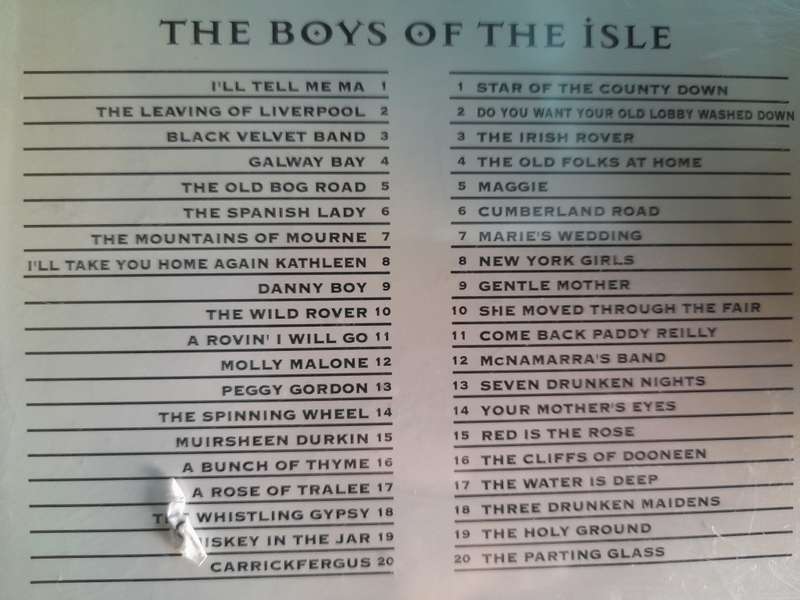 THE BOYS OF THE ISLE
I'LL TELL ME MA 1
THE LEAVING OF LIVERPOOL 2
BLACK VELVET BAND 3
GALWAY BAY 4
THE OLD BOG ROAD 5
THE SPANISH LADY 6
THE MOUNTAINS OF MOURNE 7
I'LL TAKE YOU HOME AGAIN KATHLEEN 8
DANNY BOY 9
THE WILD ROVER 10
A ROVIN' I WILL GO 11
MOLLY MALONE 12
PEGGY GORDON 13
THE SPINNING WHEEL 14
MUIRSHEEN DURKIN 15
A BUNCH OF THYME 16
A ROSE OF TRALEE 17
WHISTLING GYPSY 18
IN THE JAR 19
CARRICKFERGUS 20
1 STAR OF THE COUNTY DOWN
2 DO YOU WANT YOUR OLD LOBBY WASHED DOWN
3 THE IRISH ROVER
4 THE OLD FOLKS AT HOME
5 MAGGIE
6 CUMBERLAND ROAD
7 MARIE'S WEDDING
8 NEW YORK GIRLS
9 GENTLE MOTHER
10 SHE MOVED THROUGH THE FAIR
11 COME BACK PADDY REILLY
12 McNAMARRA'S BAND
13 SEVEN DRUNKEN NIGHTS
14 YOUR MOTHER'S EYES
15 RED IS THE ROSE
16 THE CLIFFS OF DOONEEN
17 THE WATER IS DEEP
18 THREE DRUNKEN MAIDENS
19 THE HOLY GROUND
20 THE PARTING GLASS